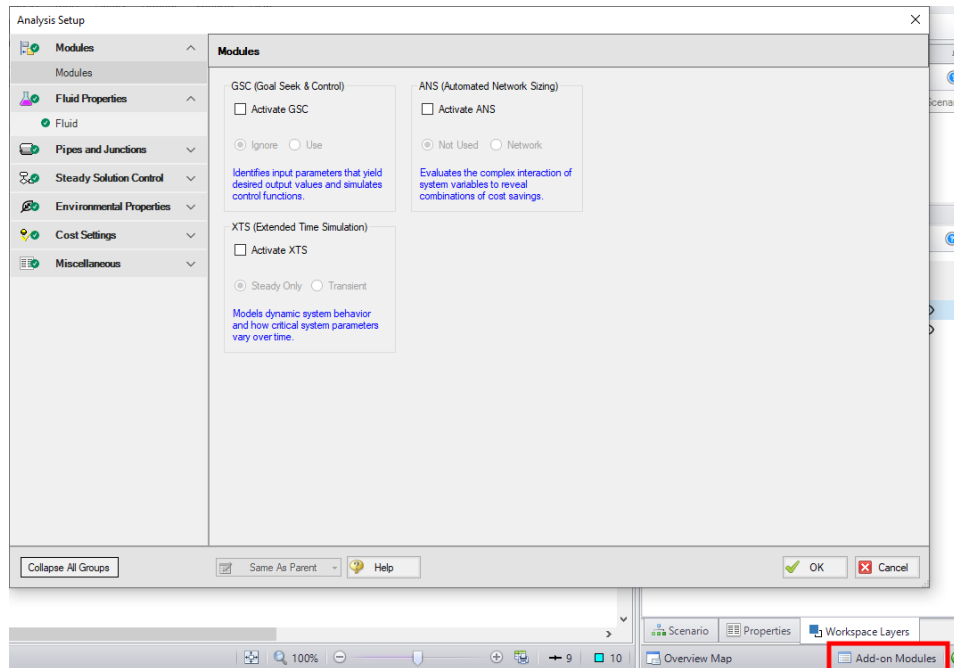 Analysis Setup
Modules
Modules
Fluid Properties
Fluid
Pipes and Junctions
Steady Solution Control
Environmental Properties
Cost Settings
Miscellaneous
Modules
GSC (Goal Seek & Control)
Activate GSC
Ignore
Use
Identifies input parameters that yield
desired output values and simulates
control functions.
ANS (Automated Network Sizing)
Activate ANS
Not Used
Network
Evaluates the complex interaction of
system variables to reveal
combinations of cost savings.
XTS (Extended Time Simulation)
Activate XTS
Steady Only
Transient
Models dynamic system behavior
and how critical system parameters
vary over time.
Collapse All Groups
Same As Parent
Help
OK
Cancel
Scenario
Properties
Workspace Layers
100%
9
10
Overview Map
Add-on Modules